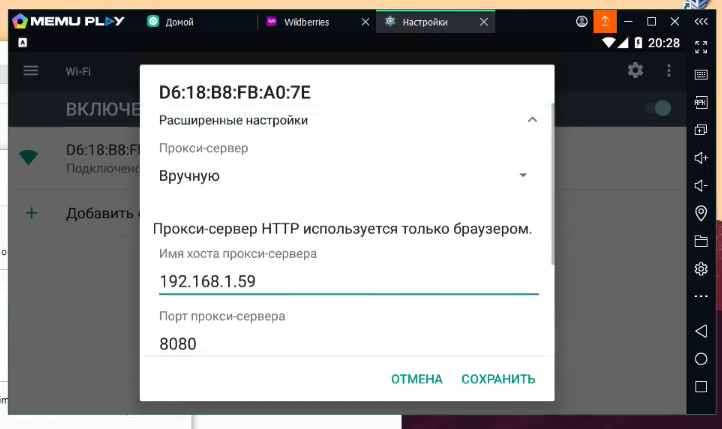 MEMU PLAY
Домой
Wildberries
Настройки
20:28
Wi-Fi
ВКЛЮЧЕ
D6:18:B8:F
Подключено
Добавить
D6:18:B8:FB:A0:7E
Расширенные настройки
Прокси-сервер
Вручную
Прокси-сервер HTTP используется только браузером.
Имя хоста прокси-сервера
192.168.1.59
Порт прокси-сервера
8080
ОТМЕНА
СОХРАНИТЬ